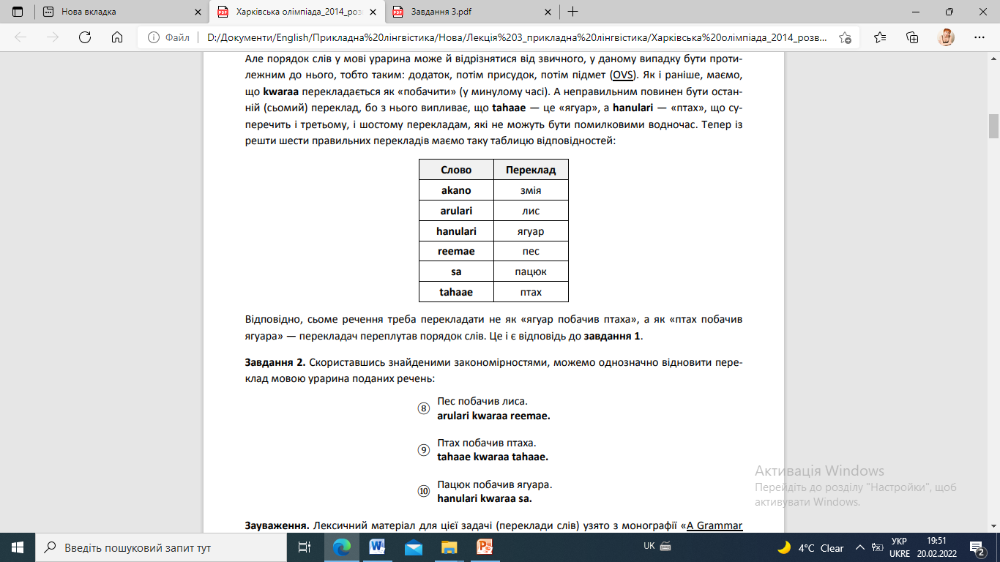 Нова вкладка
Харківська олімпіада_2014_роз
Завдання 3.pdf
Файл D:/Документи/English/Прикладна%20лінгвістика/Нова/Лекція%203_прикладна%20лінгвістика/Харківська%20олімпіада_2014_розв...
Але порядок слів у мові урарина може й відрізнятися від звичного, у даному випадку бути проти-
лежним до нього, тобто таким: додаток, потім присудок, потім підмет (OVS). Як і раніше, маємо,
що kwaraa перекладається як «побачити» (у минулому часі). А неправильним повинен бути остан-
ній (сьомий) переклад, бо з нього випливає, що tahaae — це «ягуар», а hanulari — «птах», що су-
перечить і третьому, і шостому перекладам, які не можуть бути помилковими водночас. Тепер із
решти шести правильних перекладів маємо таку таблицю відповідностей:
Слово Переклад
akano змія
arulari лис
hanulari ягуар
reemae пес
sa пацюк
tahaae птах
Відповідно, сьоме речення треба перекладати не як «ягуар побачив птаха», а як «птах побачив
ягуара» — перекладач переплутав порядок слів. Це і є відповідь до завдання 1.
Завдання 2. Скориставшись знайденими закономірностями, можемо однозначно відновити пере-
клад мовою урарина поданих речень:
⑧ Пес побачив лиса.
arulari kwaraa reemae.
⑨ Птах побачив птаха.
tahaae kwaraa tahaae.
⑩ Пацюк побачив ягуара.
hanulari kwaraa sa.
Зауваження. Лексичний матеріал для цієї задачі (переклади слів) узято з монографії «A Grammar
Активація Windows
Перейдіть до розділу "Настройки", щоб
активувати Windows.
Введіть пошуковий запит тут
UK
4°C Clear
УКР
UKRE
19:51
20.02.2022
2